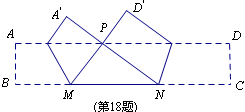 A' D'
A P D
B M N C
(第18题)